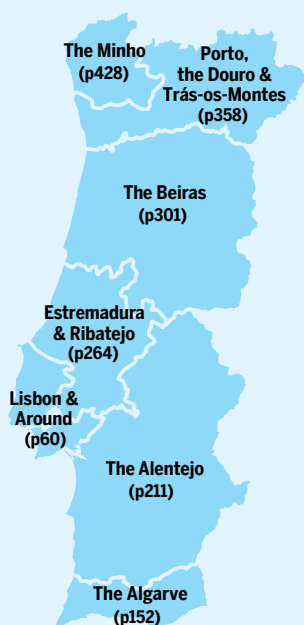 The Minho
(p428)
Porto,
the Douro &
Trás-os-Montes
(p358)
The Beiras
(p301)
Estremadura
& Ribatejo
(p264)
Lisbon &
Around
(p60)
The Alentejo
(p211)
The Algarve
(p152)